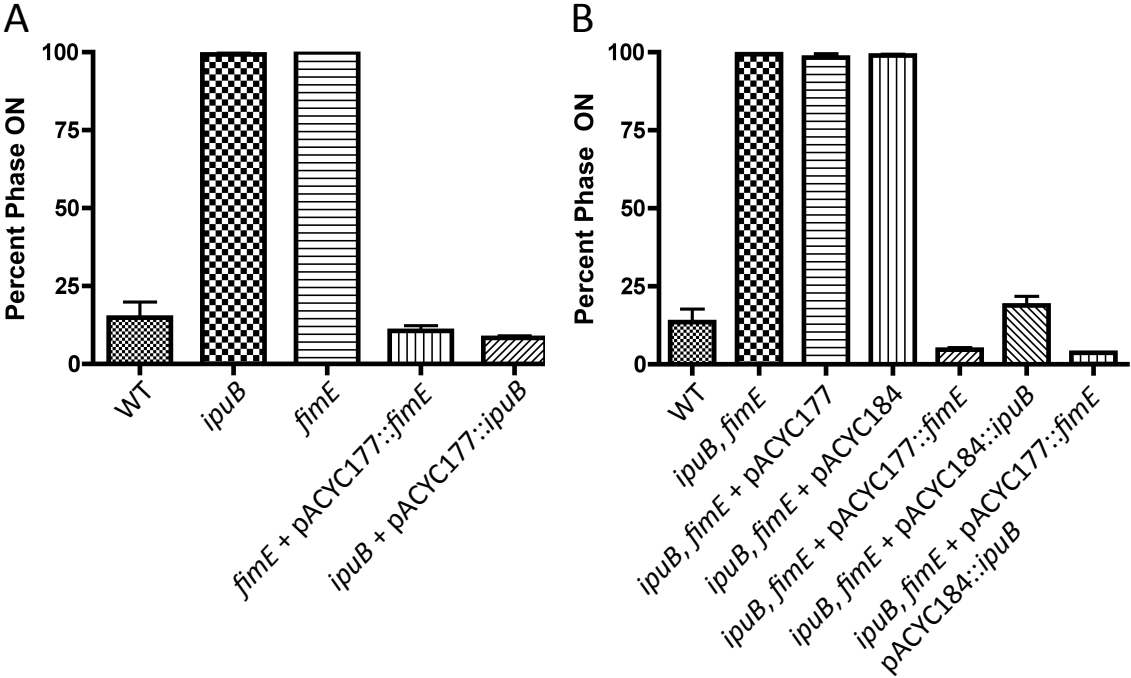 A
Percent Phase ON
100
75
50
25
0
WT
ipuB
fimE
fimE + pACYC177::fimE
ipuB + pACYC177::ipuB
B
Percent Phase ON
100
75
50
25
0
WT
ipuB, fimE
ipuB, fimE + pACYC177
ipuB, fimE + pACYC184
ipuB, fimE + pACYC177::fimE
ipuB, fimE + pACYC184::ipuB
ipuB, fimE + pACYC177::fimE
pACYC184::ipuB